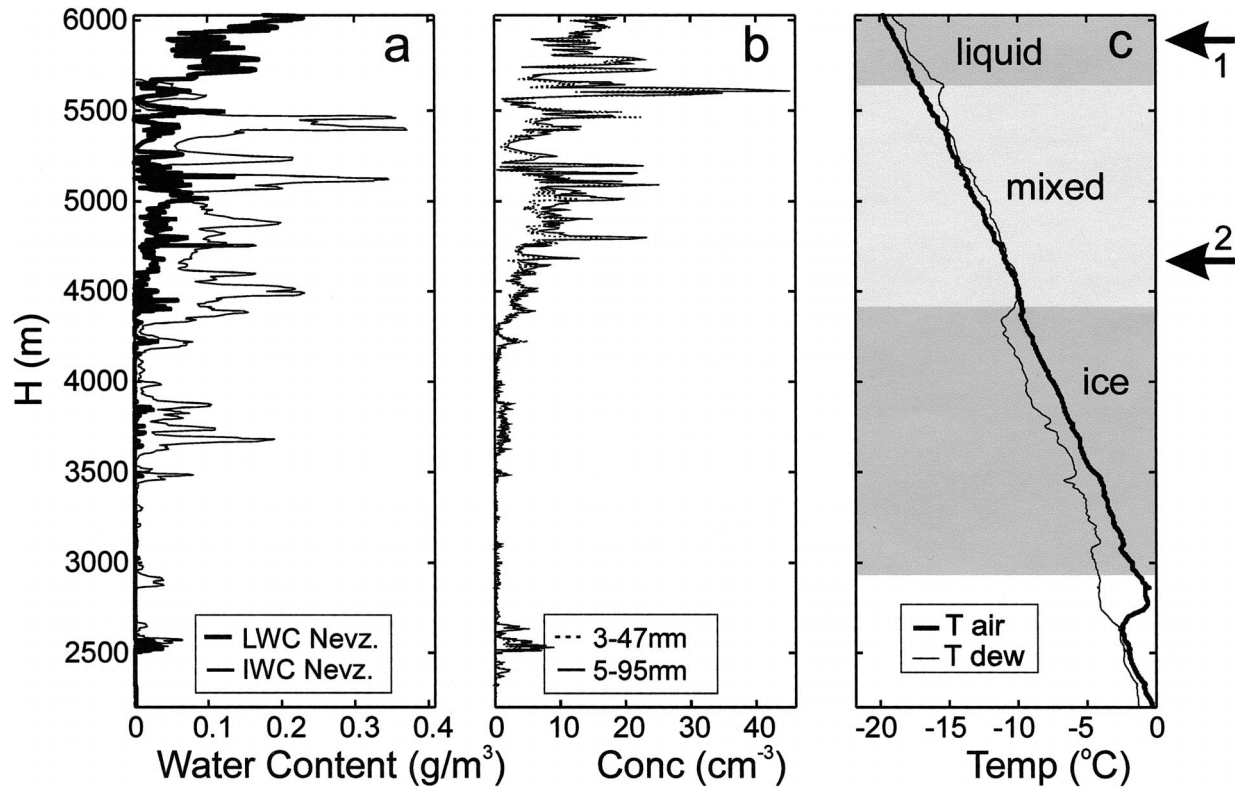 a
b
c
6000
5500
5000
4500
4000
3500
3000
2500
H (m)
LWC Nevz.
IWC Nevz.
0
0.1
0.2
0.3
0.4
Water Content (g/m³)
3-47mm
5-95mm
0
10
20
30
40
Conc (cm⁻³)
liquid
mixed
ice
T air
T dew
-20
-15
-10
-5
0
Temp (°C)
1
2